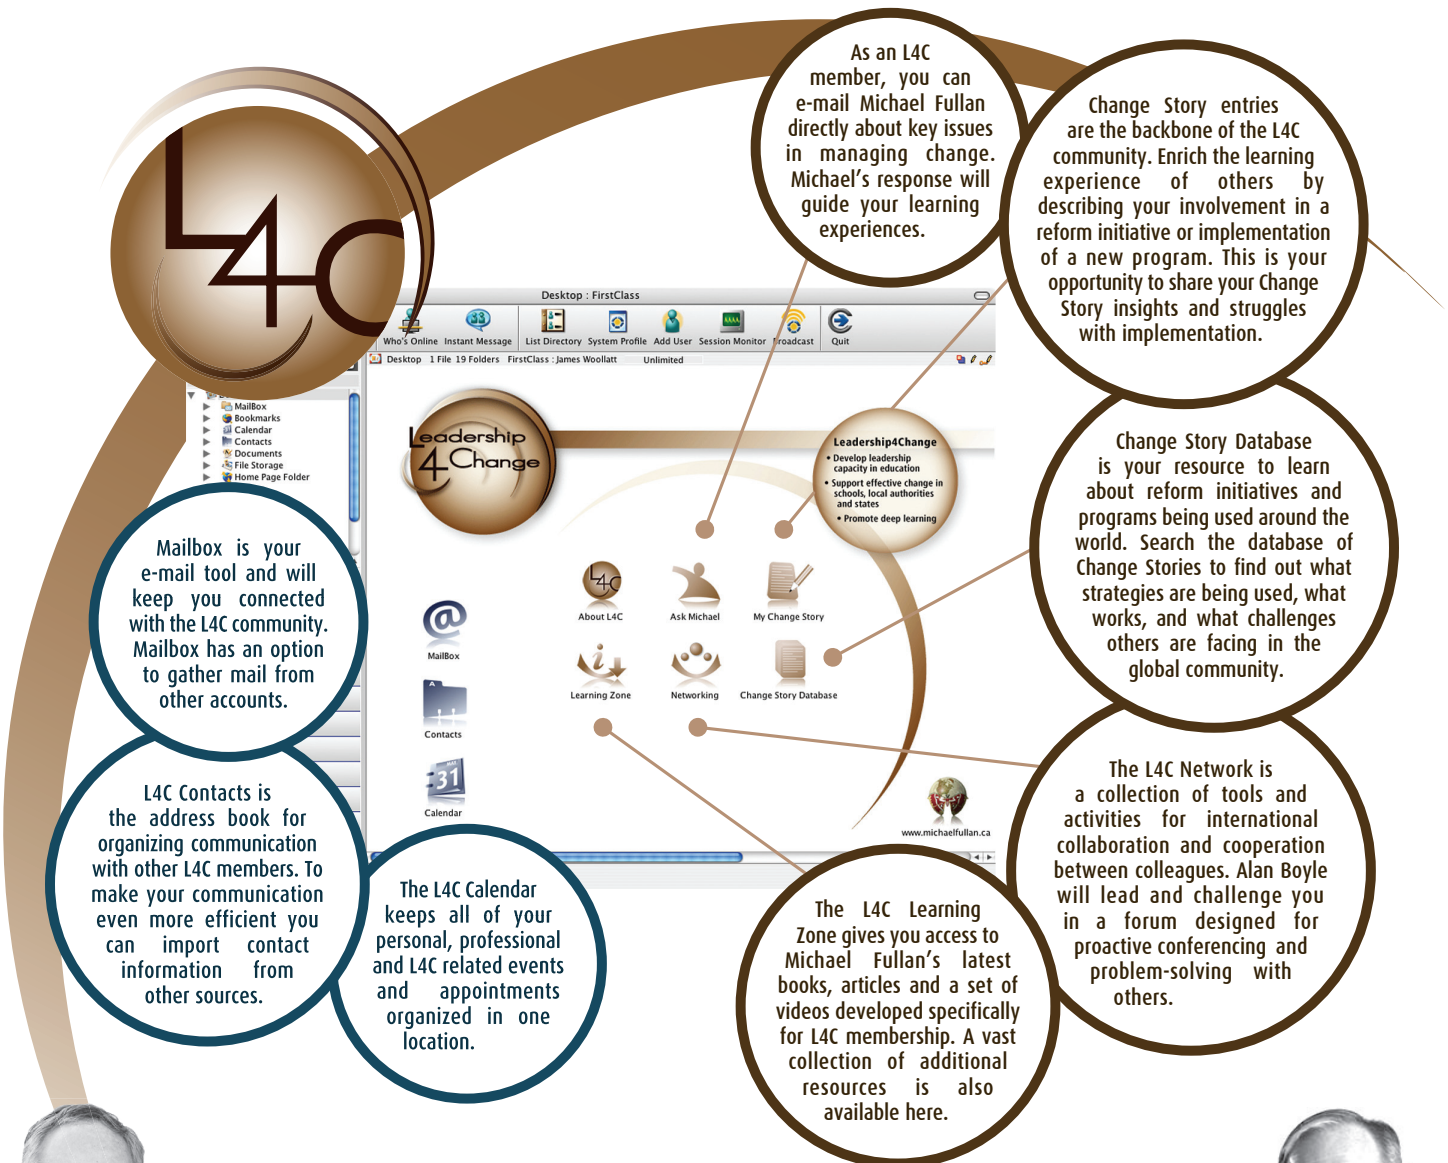 L4C
As an L4C
member, you can
e-mail Michael Fullan
directly about key issues
in managing change.
Michael's response will
guide your learning
experiences.
Change Story entries
are the backbone of the L4C
community. Enrich the learning
experience of others by
describing your involvement in a
reform initiative or implementation
of a new program. This is your
opportunity to share your Change
Story insights and struggles
with implementation.
Desktop : FirstClass
Who's Online Instant Message List Directory System Profile Add User Session Monitor Broadcast Quit
Desktop 1 File 19 Folders FirstClass : James Woollatt Unlimited
MailBox
Bookmarks
Calendar
Contacts
Documents
File Storage
Home Page Folder
Leadership
4Change
Leadership4Change
• Develop leadership
capacity in education
• Support effective change in
schools, local authorities
and states
• Promote deep learning
Change Story Database
is your resource to learn
about reform initiatives and
programs being used around the
world. Search the database of
Change Stories to find out what
strategies are being used, what
works, and what challenges
others are facing in the
global community.
Mailbox is your
e-mail tool and will
keep you connected
with the L4C community.
Mailbox has an option
to gather mail from
other accounts.
@
MailBox
A
Contacts
MAY
31
Calendar
L4C
About L4C Ask Michael My Change Story
i
Learning Zone Networking Change Story Database
www.michaelfullan.ca
L4C Contacts is
the address book for
organizing communication
with other L4C members. To
make your communication
even more efficient you
can import contact
information from
other sources.
The L4C Calendar
keeps all of your
personal, professional
and L4C related events
and appointments
organized in one
location.
The L4C Learning
Zone gives you access to
Michael Fullan's latest
books, articles and a set of
videos developed specifically
for L4C membership. A vast
collection of additional
resources is also
available here.
The L4C Network is
a collection of tools and
activities for international
collaboration and cooperation
between colleagues. Alan Boyle
will lead and challenge you
in a forum designed for
proactive conferencing and
problem-solving with
others.